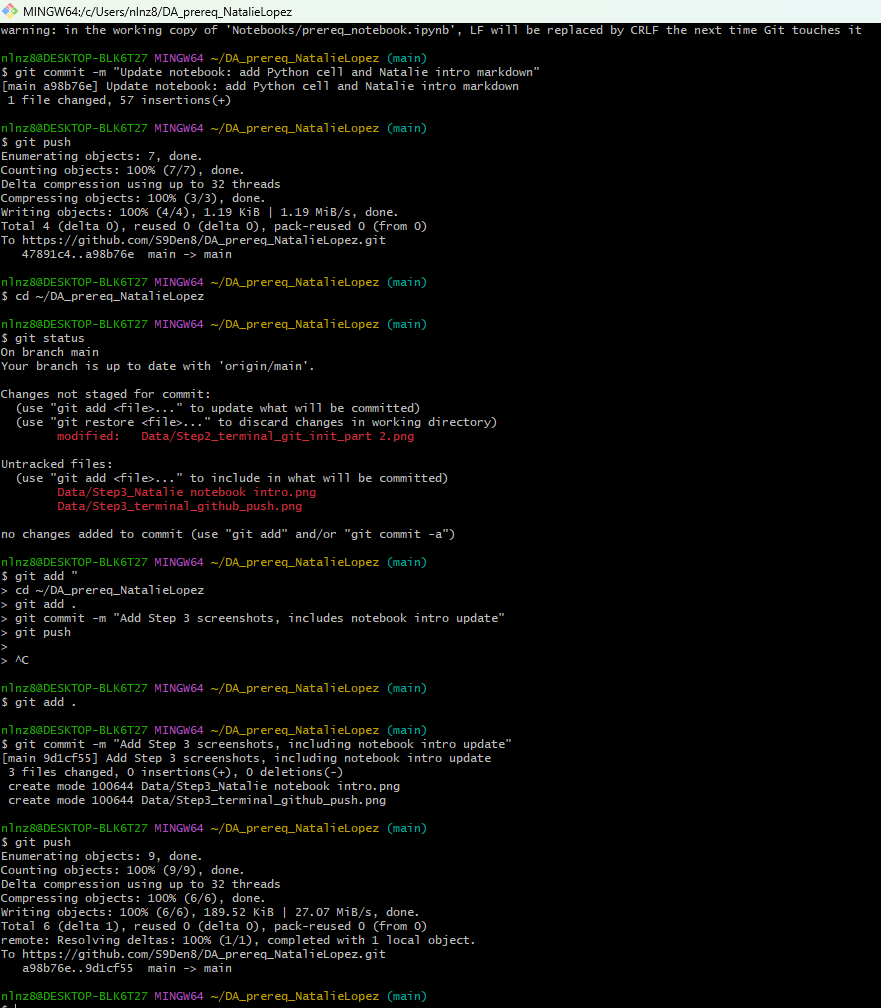 MINGW64:/c/Users/nlnz8/DA_prereq_NatalieLopez
warning: in the working copy of 'Notebooks/prereq_notebook.ipynb', LF will be replaced by CRLF the next time Git touches it
nlnz8@DESKTOP-BLK6T27 MINGW64 ~/DA_prereq_NatalieLopez (main)
$ git commit -m "Update notebook: add Python cell and Natalie intro markdown"
[main a98b76e] Update notebook: add Python cell and Natalie intro markdown
 1 file changed, 57 insertions(+)
nlnz8@DESKTOP-BLK6T27 MINGW64 ~/DA_prereq_NatalieLopez (main)
$ git push
Enumerating objects: 7, done.
Counting objects: 100% (7/7), done.
Delta compression using up to 32 threads
Compressing objects: 100% (3/3), done.
Writing objects: 100% (4/4), 1.19 KiB | 1.19 MiB/s, done.
Total 4 (delta 0), reused 0 (delta 0), pack-reused 0 (from 0)
To https://github.com/S9Den8/DA_prereq_NatalieLopez.git
   47891c4..a98b76e  main -> main
nlnz8@DESKTOP-BLK6T27 MINGW64 ~/DA_prereq_NatalieLopez (main)
$ cd ~/DA_prereq_NatalieLopez
nlnz8@DESKTOP-BLK6T27 MINGW64 ~/DA_prereq_NatalieLopez (main)
$ git status
On branch main
Your branch is up to date with 'origin/main'.
Changes not staged for commit:
  (use "git add <file>..." to update what will be committed)
  (use "git restore <file>..." to discard changes in working directory)
        modified:   Data/Step2_terminal_git_init_part 2.png
Untracked files:
  (use "git add <file>..." to include in what will be committed)
        Data/Step3_Natalie notebook intro.png
        Data/Step3_terminal_github_push.png
no changes added to commit (use "git add" and/or "git commit -a")
nlnz8@DESKTOP-BLK6T27 MINGW64 ~/DA_prereq_NatalieLopez (main)
$ git add "
> cd ~/DA_prereq_NatalieLopez
> git add .
> git commit -m "Add Step 3 screenshots, includes notebook intro update"
> git push
>
> ^C
nlnz8@DESKTOP-BLK6T27 MINGW64 ~/DA_prereq_NatalieLopez (main)
$ git add .
nlnz8@DESKTOP-BLK6T27 MINGW64 ~/DA_prereq_NatalieLopez (main)
$ git commit -m "Add Step 3 screenshots, including notebook intro update"
[main 9d1cf55] Add Step 3 screenshots, including notebook intro update
 3 files changed, 0 insertions(+), 0 deletions(-)
 create mode 100644 Data/Step3_Natalie notebook intro.png
 create mode 100644 Data/Step3_terminal_github_push.png
nlnz8@DESKTOP-BLK6T27 MINGW64 ~/DA_prereq_NatalieLopez (main)
$ git push
Enumerating objects: 9, done.
Counting objects: 100% (9/9), done.
Delta compression using up to 32 threads
Compressing objects: 100% (6/6), done.
Writing objects: 100% (6/6), 189.52 KiB | 27.07 MiB/s, done.
Total 6 (delta 1), reused 0 (delta 0), pack-reused 0 (from 0)
remote: Resolving deltas: 100% (1/1), completed with 1 local object.
To https://github.com/S9Den8/DA_prereq_NatalieLopez.git
   a98b76e..9d1cf55  main -> main
nlnz8@DESKTOP-BLK6T27 MINGW64 ~/DA_prereq_NatalieLopez (main)
$